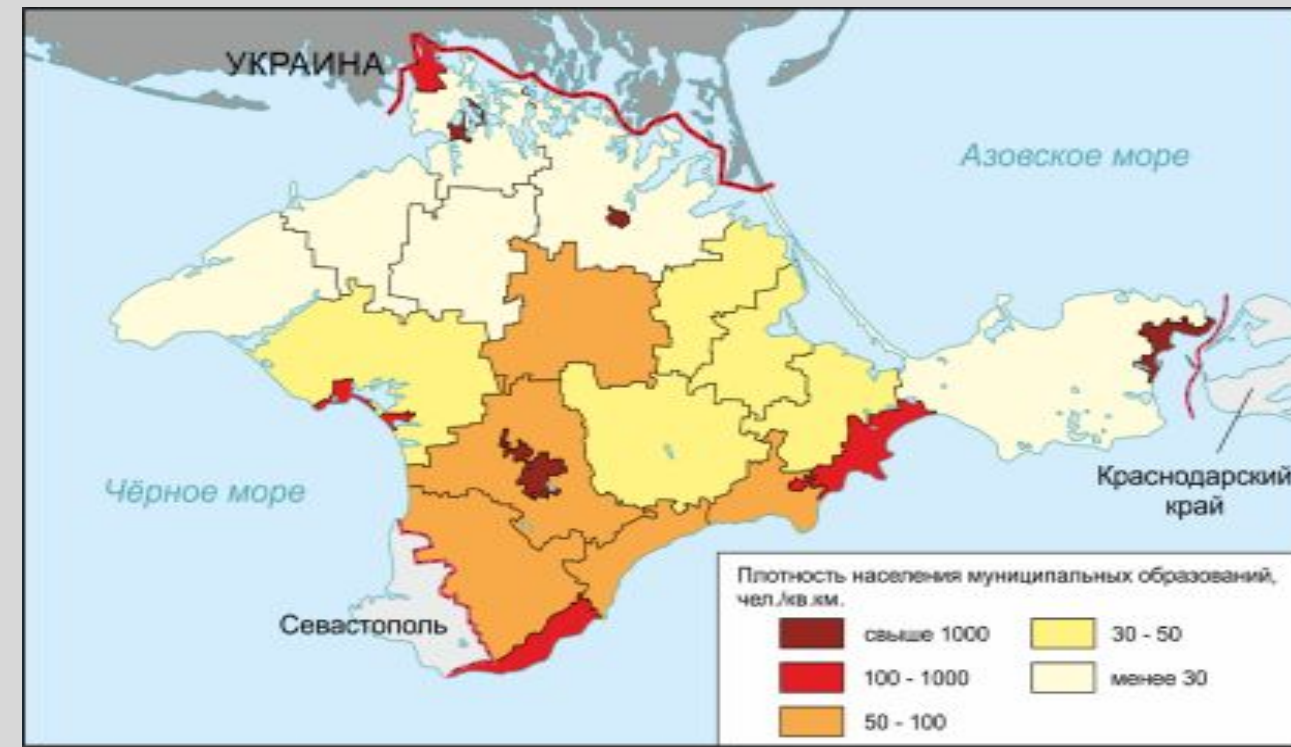 УКРАИНА
Азовское море
Чёрное море
Краснодарский
край
Севастополь
Плотность населения муниципальных образований,
чел./кв.км.
свыше 1000
30 - 50
100 - 1000
менее 30
50 - 100